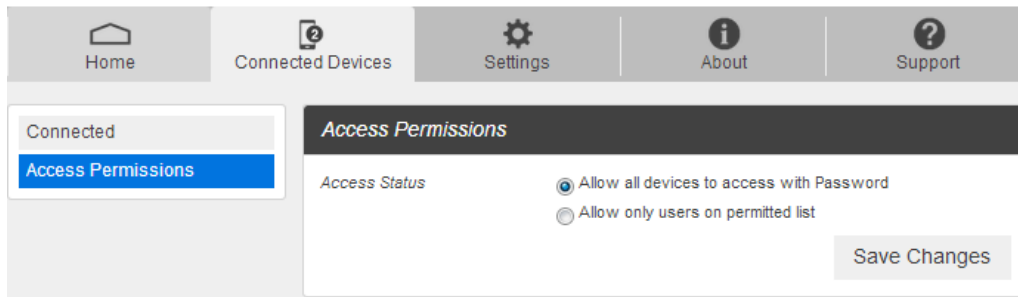 2
Home
Connected Devices
Settings
About
Support
Connected
Access Permissions
Access Permissions
Access Status
Allow all devices to access with Password
Allow only users on permitted list
Save Changes